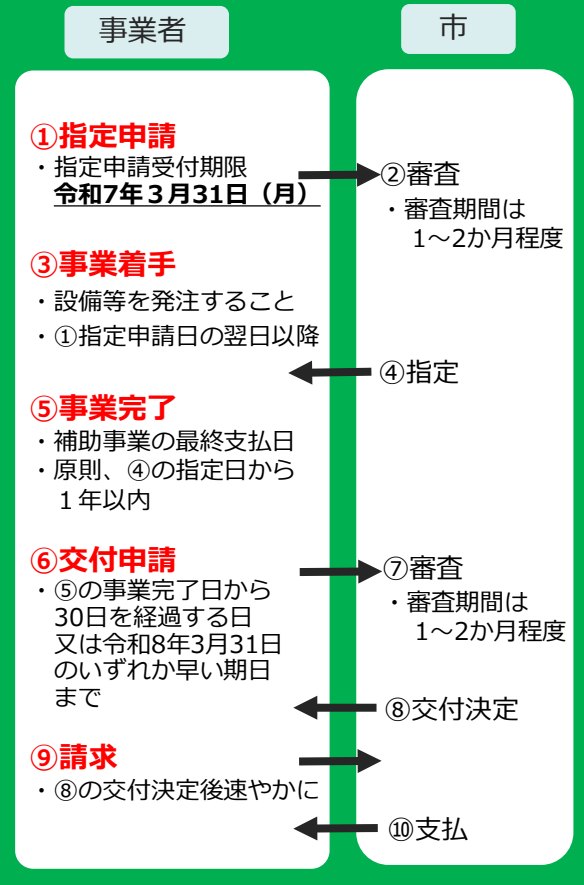 事業者
市
①指定申請
・指定申請受付期限
令和7年３月31日（月）
②審査
・審査期間は
1～2か月程度
③事業着手
・設備等を発注すること
・①指定申請日の翌日以降
④指定
⑤事業完了
・補助事業の最終支払日
・原則、④の指定日から
１年以内
⑥交付申請
・⑤の事業完了日から
30日を経過する日
又は令和8年3月31日
のいずれか早い期日
まで
⑦審査
・審査期間は
1～2か月程度
⑧交付決定
⑨請求
・⑧の交付決定後速やかに
⑩支払